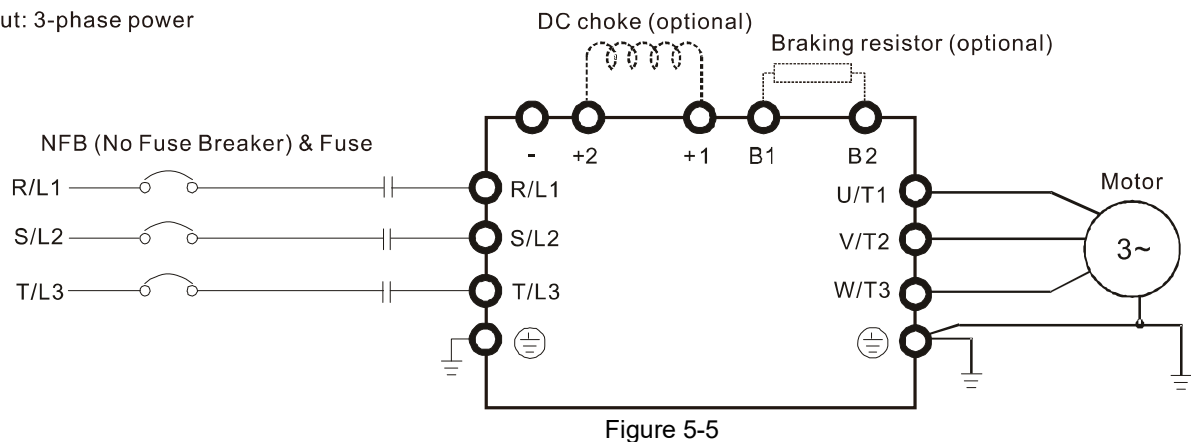 ut: 3-phase power
DC choke (optional)
Braking resistor (optional)
NFB (No Fuse Breaker) & Fuse
- +2 +1 B1 B2
R/L1 R/L1 U/T1 Motor
S/L2 S/L2 V/T2 3~
T/L3 T/L3 W/T3
Figure 5-5